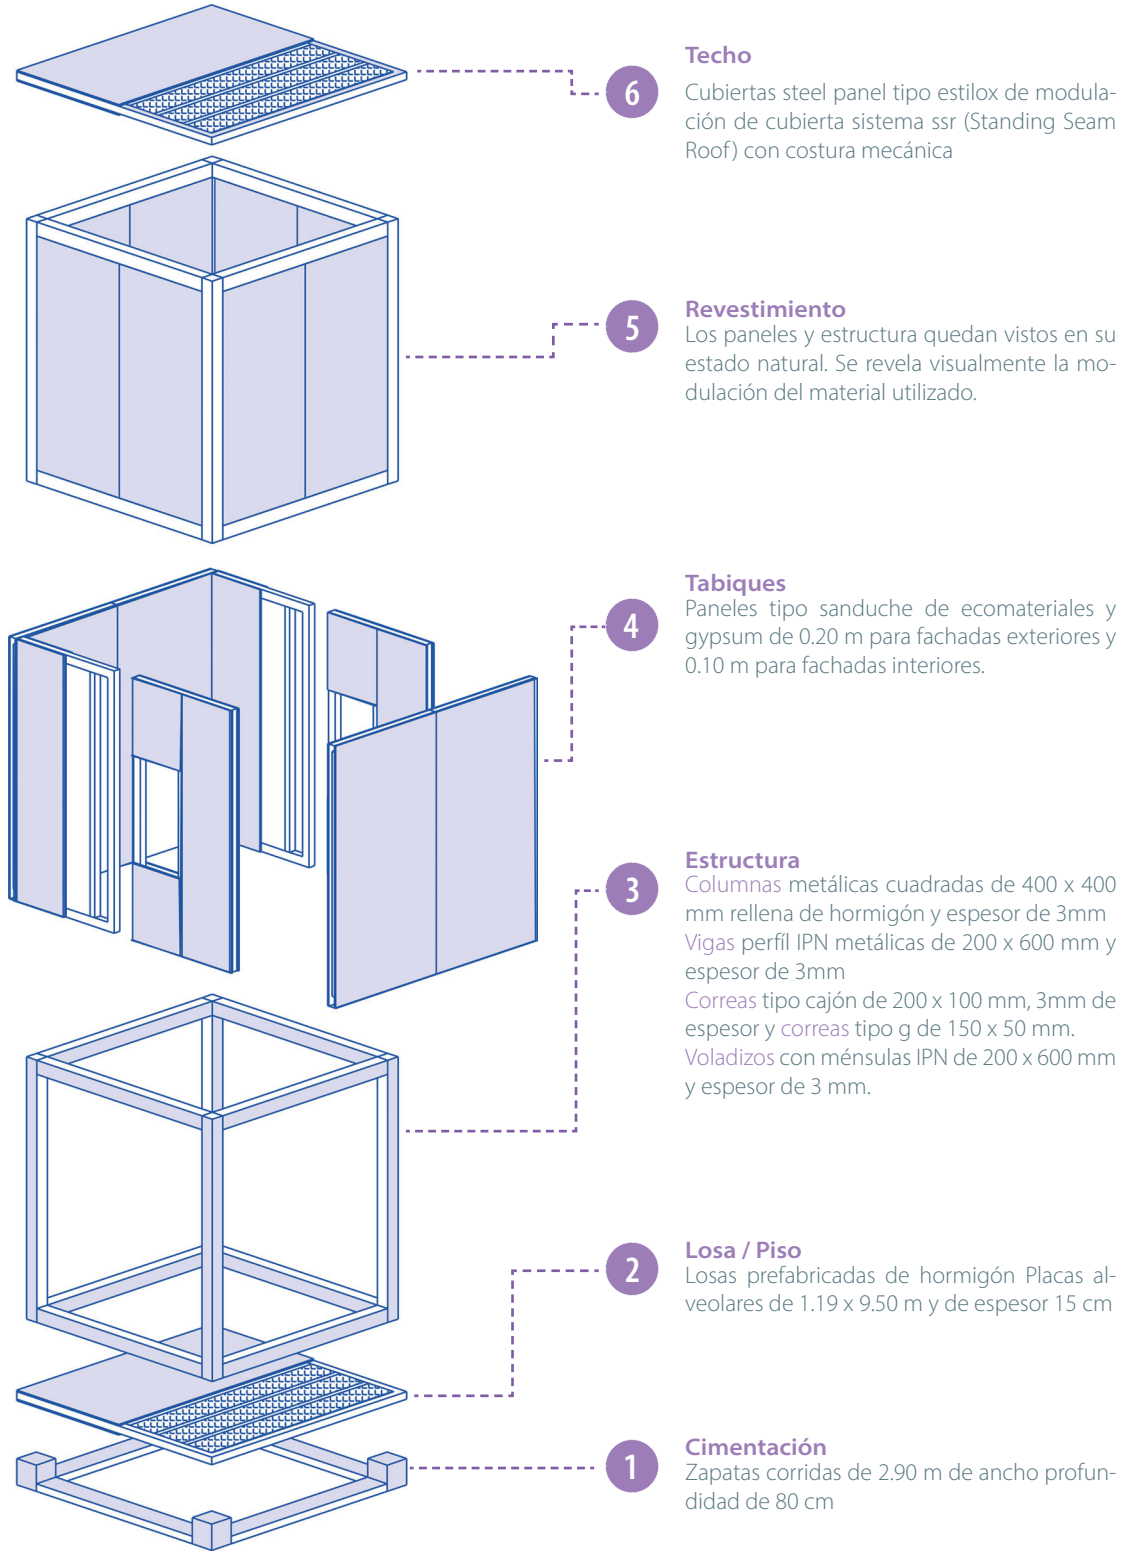 6
Techo
Cubiertas steel panel tipo estilox de modula-
ción de cubierta sistema ssr (Standing Seam
Roof) con costura mecánica
5
Revestimiento
Los paneles y estructura quedan vistos en su
estado natural. Se revela visualmente la mo-
dulación del material utilizado.
4
Tabiques
Paneles tipo sanduche de ecomateriales y
gypsum de 0.20 m para fachadas exteriores y
0.10 m para fachadas interiores.
3
Estructura
Columnas metálicas cuadradas de 400 x 400
mm rellena de hormigón y espesor de 3mm
Vigas perfíl IPN metálicas de 200 x 600 mm y
espesor de 3mm
Correas tipo cajón de 200 x 100 mm, 3mm de
espesor y correas tipo g de 150 x 50 mm.
Voladizos con ménsulas IPN de 200 x 600 mm
y espesor de 3 mm.
2
Losa / Piso
Losas prefabricadas de hormigón Placas al-
veolares de 1.19 x 9.50 m y de espesor 15 cm
1
Cimentación
Zapatas corridas de 2.90 m de ancho profun-
didad de 80 cm